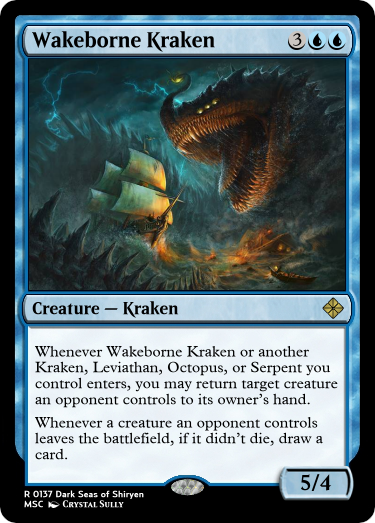 Wakeborne Kraken 3
Creature — Kraken
Whenever Wakeborne Kraken or another
Kraken, Leviathan, Octopus, or Serpent you
control enters, you may return target creature
an opponent controls to its owner's hand.
Whenever a creature an opponent controls
leaves the battlefield, if it didn't die, draw a
card.
5/4
R 0137 Dark Seas of Shiryen
MSC Crystal Sully